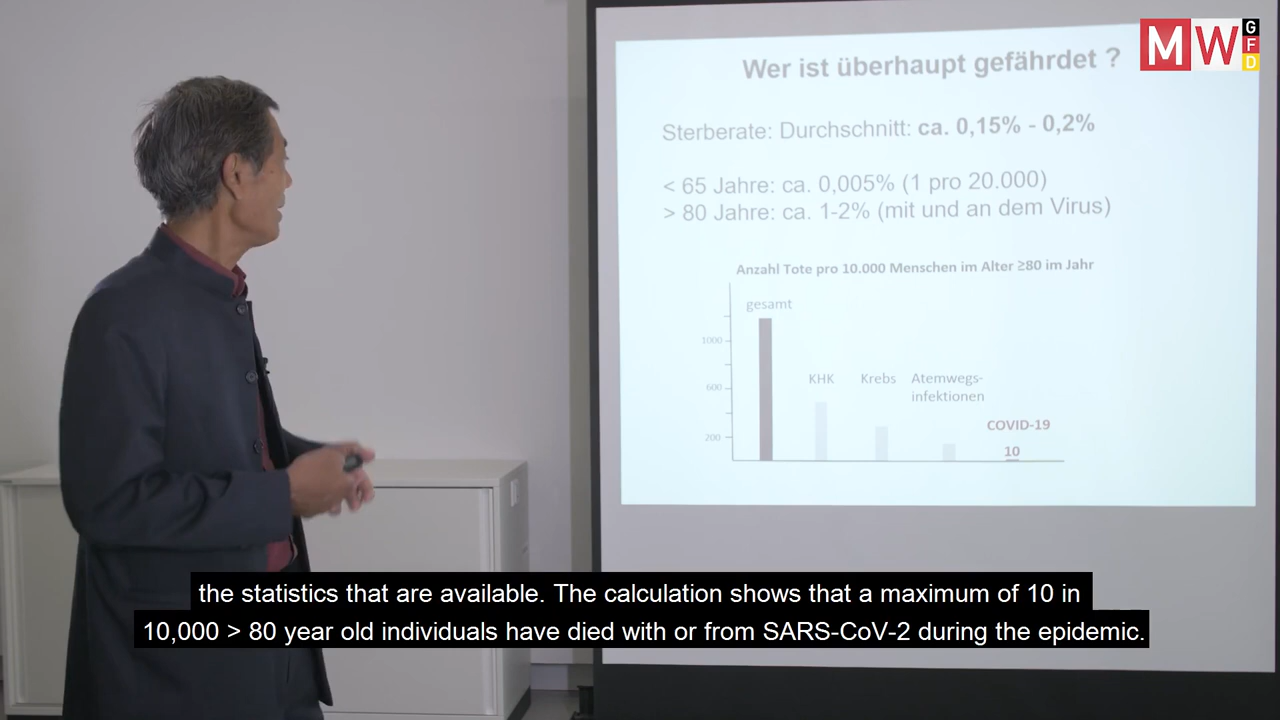 Wer ist überhaupt gefährdet ?
MW
G
F
D
Sterberate: Durchschnitt: ca. 0,15% - 0,2%
< 65 Jahre: ca. 0,005% (1 pro 20.000)
> 80 Jahre: ca. 1-2% (mit und an dem Virus)
Anzahl Tote pro 10.000 Menschen im Alter ≥80 im Jahr
gesamt
1000
600
200
KHK
Krebs
Atemwegs-
infektionen
COVID-19
10
the statistics that are available. The calculation shows that a maximum of 10 in
10,000 > 80 year old individuals have died with or from SARS-CoV-2 during the epidemic.